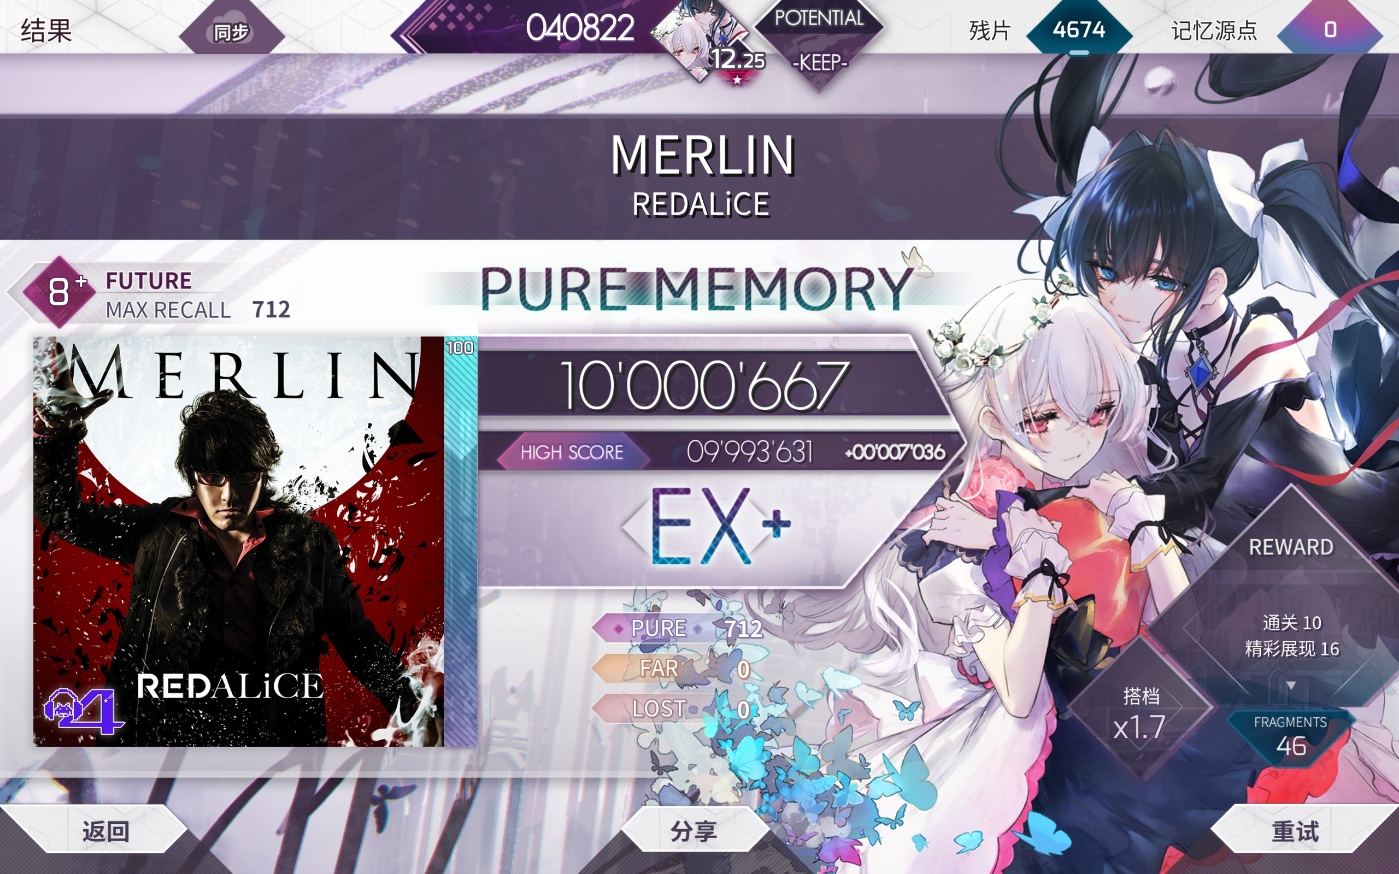 结果
同步
040822
12.25
POTENTIAL
-KEEP-
残片
4674
记忆源点
0
MERLIN
REDALiCE
8+
FUTURE
MAX RECALL 712
PURE MEMORY
MERLIN
REDALiCE
100
10'000'667
HIGH SCORE 09'993'631 +00'007'036
EX+
PURE 712
FAR 0
LOST 0
REWARD
通关 10
精彩展现 16
搭档
x1.7
FRAGMENTS
46
返回
分享
重试